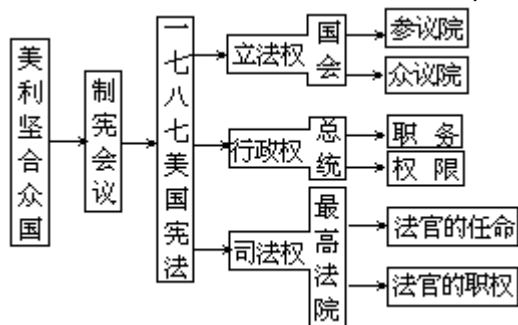 美利坚合众国
制宪会议
一七八七美国宪法
立法权
国会
参议院
众议院
行政权
总统
职 务
权 限
司法权
最高法院
法官的任命
法官的职权